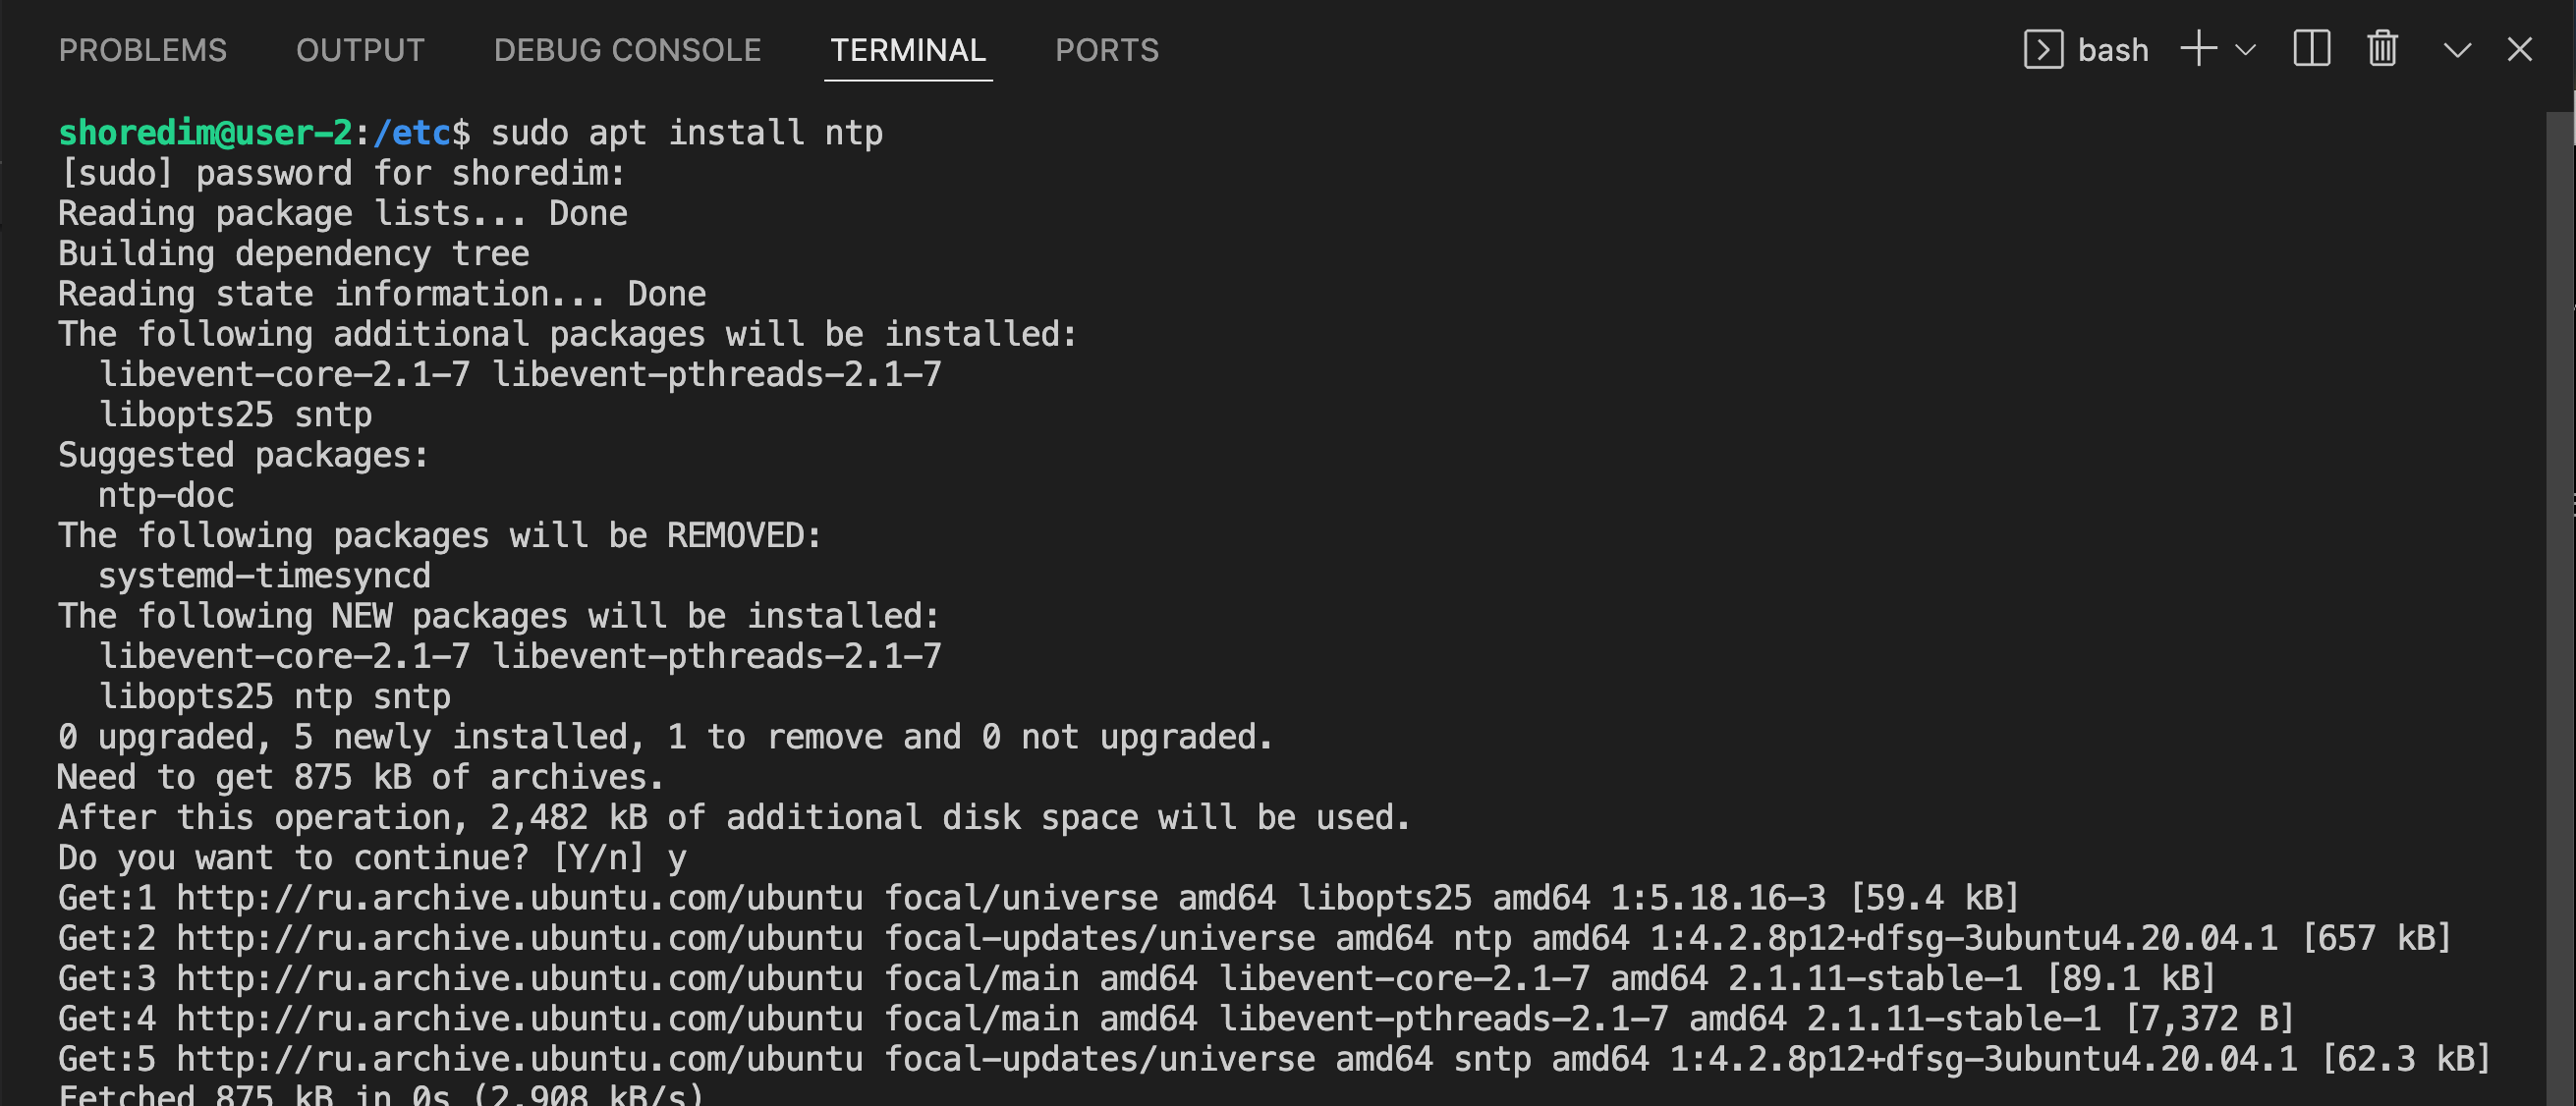 PROBLEMS OUTPUT DEBUG CONSOLE TERMINAL PORTS bash
shoredim@user-2:/etc$ sudo apt install ntp
[sudo] password for shoredim:
Reading package lists... Done
Building dependency tree
Reading state information... Done
The following additional packages will be installed:
  libevent-core-2.1-7 libevent-pthreads-2.1-7
  libopts25 sntp
Suggested packages:
  ntp-doc
The following packages will be REMOVED:
  systemd-timesyncd
The following NEW packages will be installed:
  libevent-core-2.1-7 libevent-pthreads-2.1-7
  libopts25 ntp sntp
0 upgraded, 5 newly installed, 1 to remove and 0 not upgraded.
Need to get 875 kB of archives.
After this operation, 2,482 kB of additional disk space will be used.
Do you want to continue? [Y/n] y
Get:1 http://ru.archive.ubuntu.com/ubuntu focal/universe amd64 libopts25 amd64 1:5.18.16-3 [59.4 kB]
Get:2 http://ru.archive.ubuntu.com/ubuntu focal-updates/universe amd64 ntp amd64 1:4.2.8p12+dfsg-3ubuntu4.20.04.1 [657 kB]
Get:3 http://ru.archive.ubuntu.com/ubuntu focal/main amd64 libevent-core-2.1-7 amd64 2.1.11-stable-1 [89.1 kB]
Get:4 http://ru.archive.ubuntu.com/ubuntu focal/main amd64 libevent-pthreads-2.1-7 amd64 2.1.11-stable-1 [7,372 B]
Get:5 http://ru.archive.ubuntu.com/ubuntu focal-updates/universe amd64 sntp amd64 1:4.2.8p12+dfsg-3ubuntu4.20.04.1 [62.3 kB]
Fetched 875 kB in 0s (2,908 kB/s)